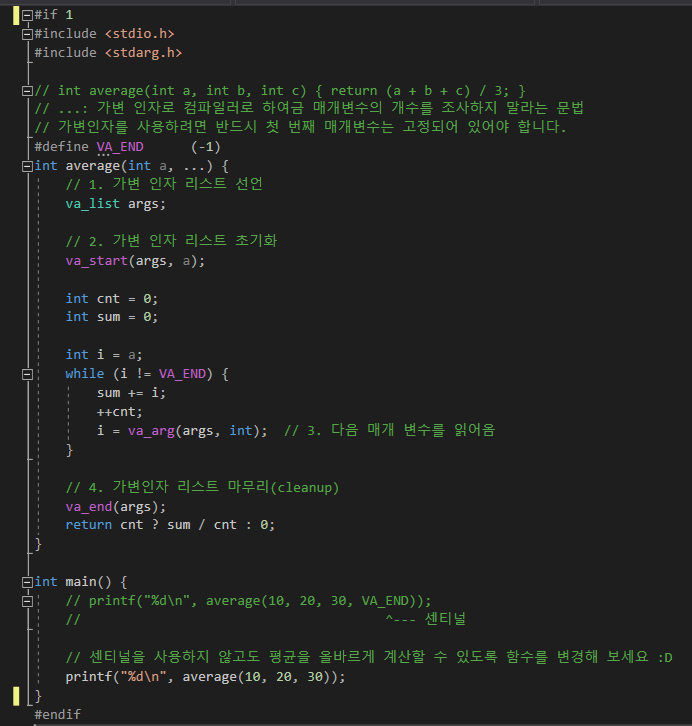 #if 1
#include <stdio.h>
#include <stdarg.h>
// int average(int a, int b, int c) { return (a + b + c) / 3; }
// ...: 가변 인자로 컴파일러로 하여금 매개변수의 개수를 조사하지 말라는 문법
// 가변인자를 사용하려면 반드시 첫 번째 매개변수는 고정되어 있어야 합니다.
#define VA_END      (-1)
int average(int a, ...) {
    // 1. 가변 인자 리스트 선언
    va_list args;
    // 2. 가변 인자 리스트 초기화
    va_start(args, a);
    int cnt = 0;
    int sum = 0;
    int i = a;
    while (i != VA_END) {
        sum += i;
        ++cnt;
        i = va_arg(args, int);  // 3. 다음 매개 변수를 읽어옴
    }
    // 4. 가변인자 리스트 마무리(cleanup)
    va_end(args);
    return cnt ? sum / cnt : 0;
}
int main() {
    // printf("%d\n", average(10, 20, 30, VA_END));
    //                                       ^--- 센티널
    // 센티널을 사용하지 않고도 평균을 올바르게 계산할 수 있도록 함수를 변경해 보세요 :D
    printf("%d\n", average(10, 20, 30));
}
#endif